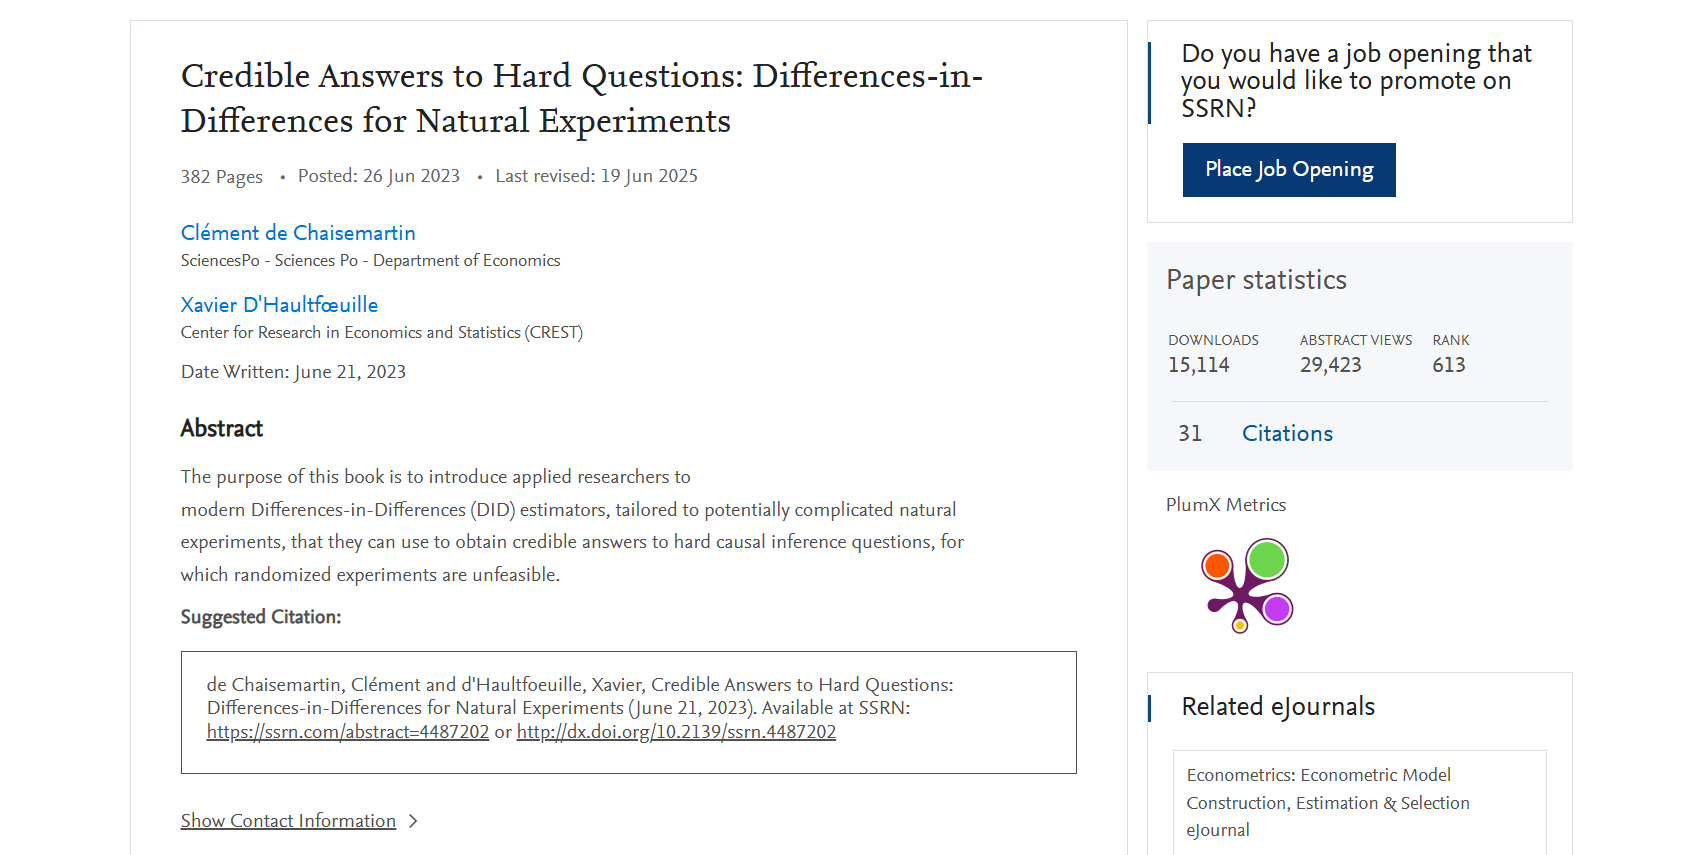 Credible Answers to Hard Questions: Differences-in-
Differences for Natural Experiments
382 Pages • Posted: 26 Jun 2023 • Last revised: 19 Jun 2025
Clément de Chaisemartin
SciencesPo - Sciences Po - Department of Economics
Xavier D'Haultfœuille
Center for Research in Economics and Statistics (CREST)
Date Written: June 21, 2023
Abstract
The purpose of this book is to introduce applied researchers to
modern Differences-in-Differences (DID) estimators, tailored to potentially complicated natural
experiments, that they can use to obtain credible answers to hard causal inference questions, for
which randomized experiments are unfeasible.
Suggested Citation:
de Chaisemartin, Clément and d'Haultfoeuille, Xavier, Credible Answers to Hard Questions:
Differences-in-Differences for Natural Experiments (June 21, 2023). Available at SSRN:
https://ssrn.com/abstract=4487202 or http://dx.doi.org/10.2139/ssrn.4487202
Show Contact Information
Do you have a job opening that
you would like to promote on
SSRN?
Place Job Opening
Paper statistics
DOWNLOADS ABSTRACT VIEWS RANK
15,114 29,423 613
31 Citations
PlumX Metrics
Related eJournals
Econometrics: Econometric Model
Construction, Estimation & Selection
eJournal